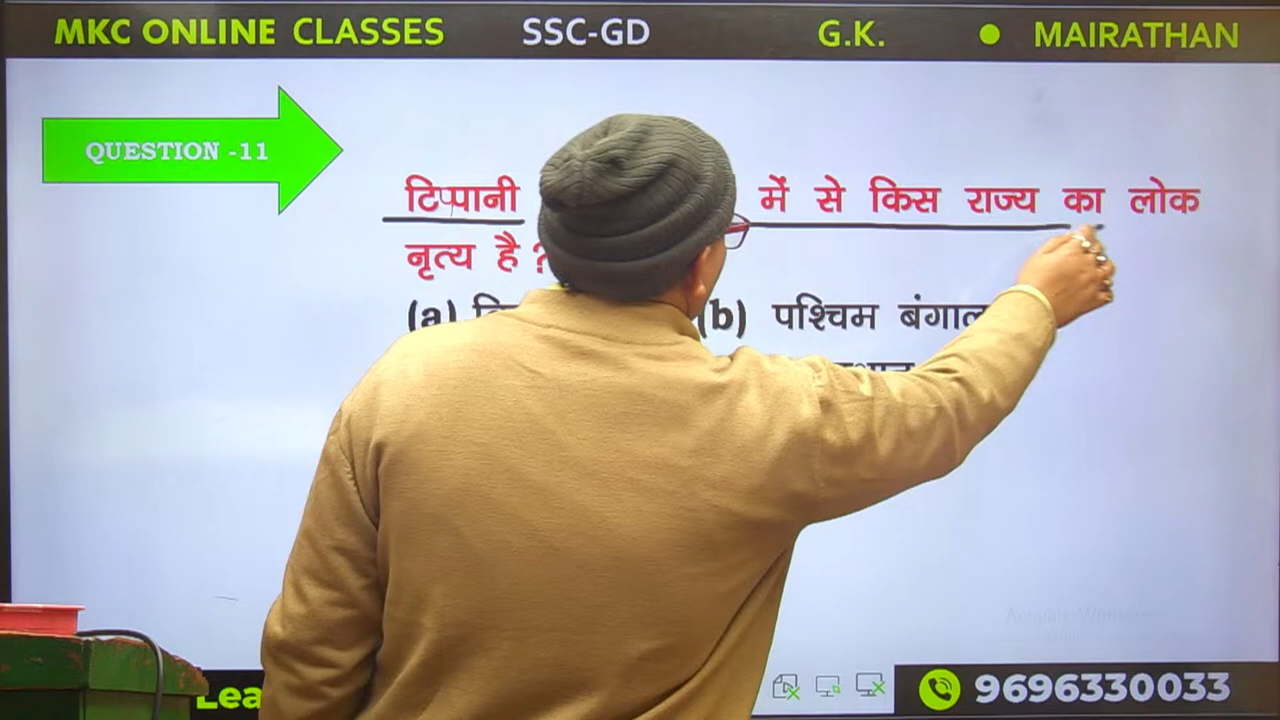 MKC ONLINE CLASSES SSC-GD G.K. ● MAIRATHAN
QUESTION -11
टिप्पानी में से किस राज्य का लोक
नृत्य है ?
(a) (b) पश्चिम बंगाल
9696330033